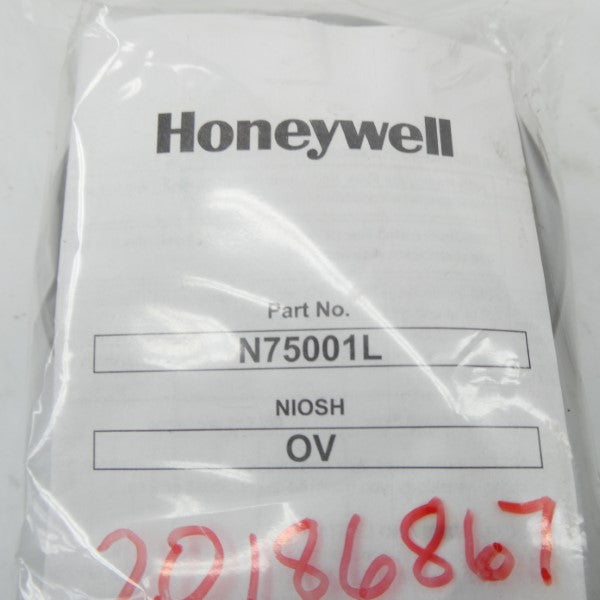 Honeywell
Part No.
N75001L
NIOSH
OV
20186867